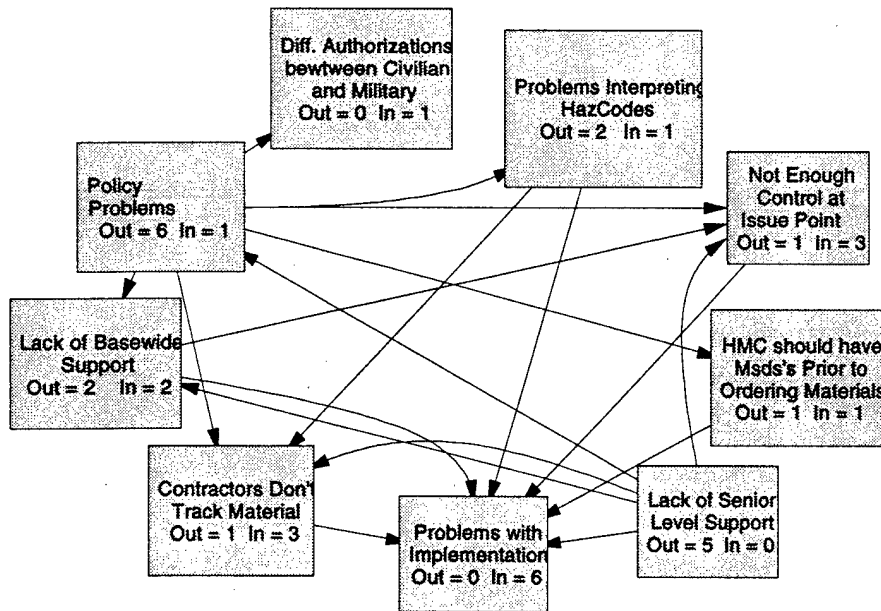 Diff. Authorizations
bewtween Civilian
and Military
Out = 0 In = 1
Problems Interpreting
HazCodes
Out = 2 In = 1
Policy
Problems
Out = 6 In = 1
Not Enough
Control at
Issue Point
Out = 1 In = 3
Lack of Basewide
Support
Out = 2 In = 2
HMC should have
Msds's Prior to
Ordering Materials
Out = 1 In = 1
Contractors Don't
Track Material
Out = 1 In = 3
Problems with
Implementation
Out = 0 In = 6
Lack of Senior
Level Support
Out = 5 In = 0